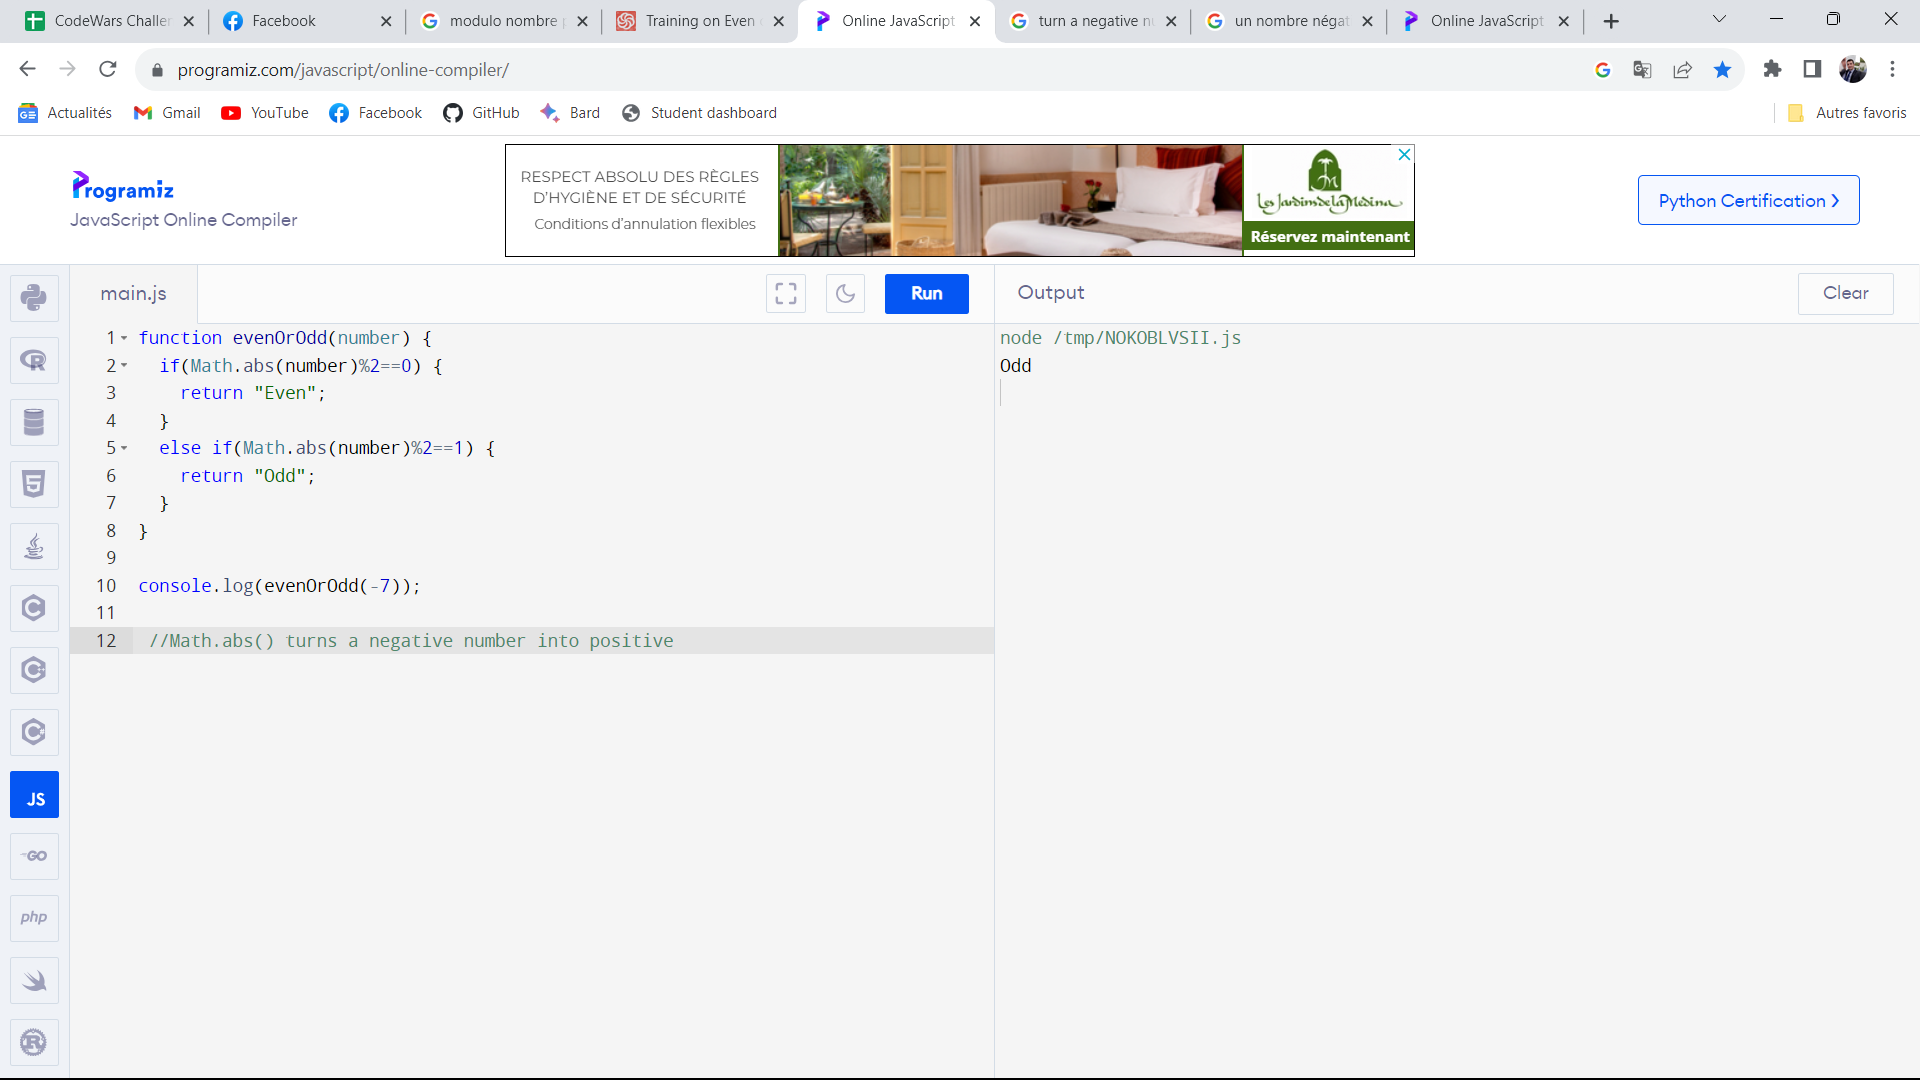 CodeWars Challer
Facebook
modulo nombre p
Training on Even o
Online JavaScript
turn a negative nu
un nombre négat
Online JavaScript
programiz.com/javascript/online-compiler/
Actualités
Gmail
YouTube
Facebook
GitHub
Bard
Student dashboard
Autres favoris
Programiz
JavaScript Online Compiler
RESPECT ABSOLU DES RÈGLES
D'HYGIÈNE ET DE SÉCURITÉ
Conditions d'annulation flexibles
Les Jardins de la Médina
Réservez maintenant
Python Certification
main.js
Run
Output
Clear
1 function evenOrOdd(number) {
2 if(Math.abs(number)%2==0) {
3 return "Even";
4 }
5 else if(Math.abs(number)%2==1) {
6 return "Odd";
7 }
8 }
9
10 console.log(evenOrOdd(-7));
11
12 //Math.abs() turns a negative number into positive
node /tmp/NOKOBLVSII.js
Odd
R
5
C
C
C
JS
GO
php
R